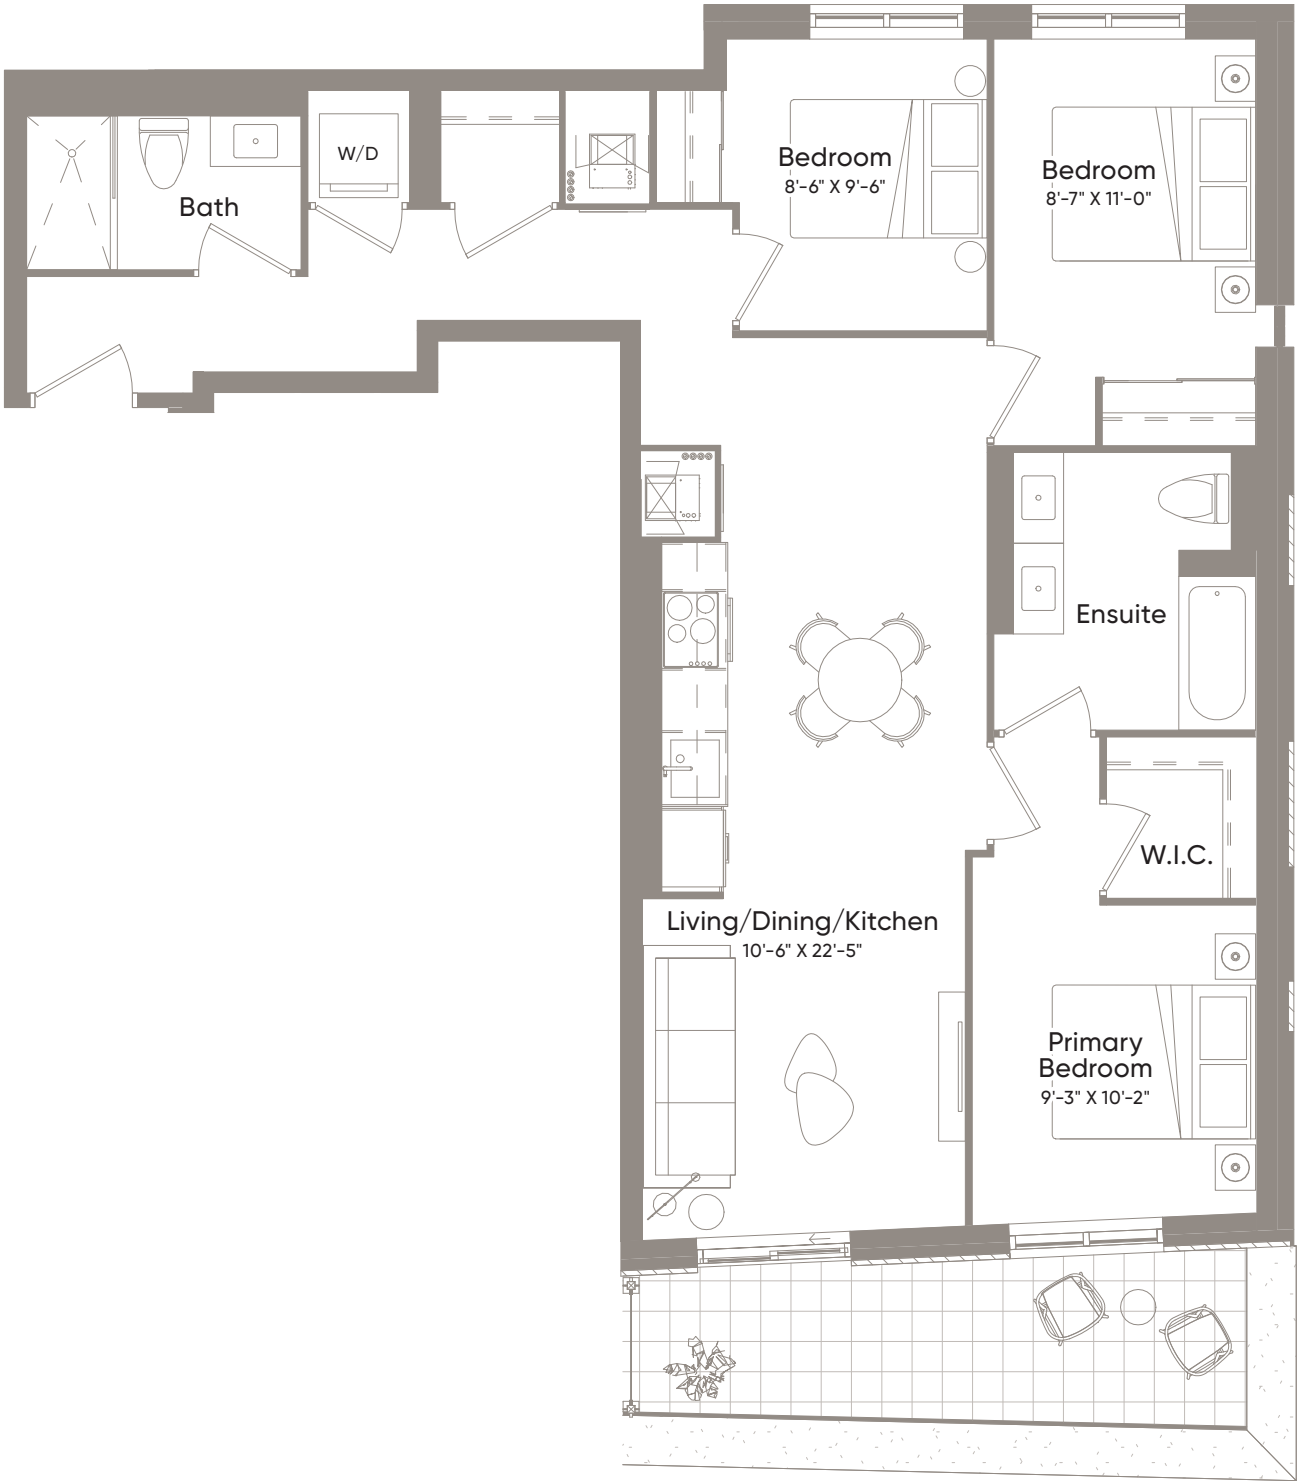 Bedroom
8'-6" X 9'-6"
Bedroom
8'-7" X 11'-0"
W/D
Bath
Ensuite
W.I.C.
Living/Dining/Kitchen
10'-6" X 22'-5"
Primary
Bedroom
9'-3" X 10'-2"